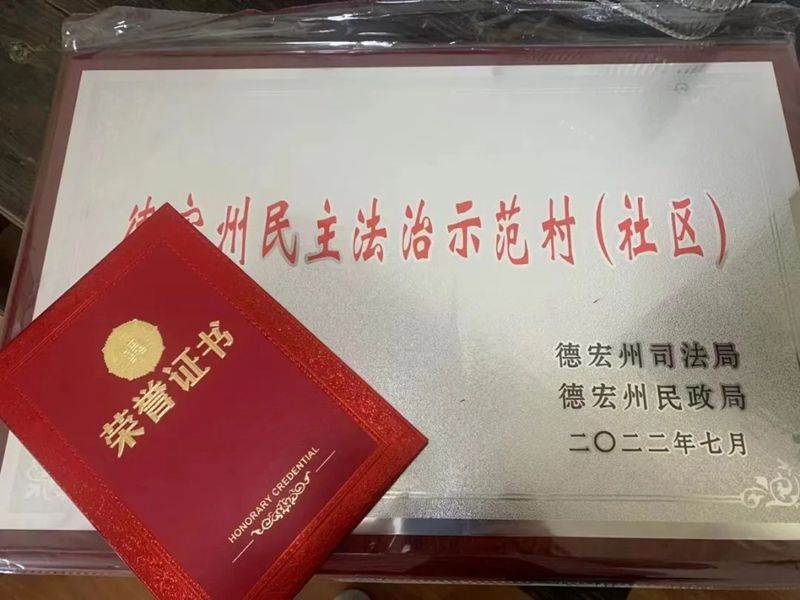 德宏州民主法治示范村(社区)
德宏州司法局
德宏州民政局
二〇二二年七月
荣誉证书
HONORARY CREDENTIAL